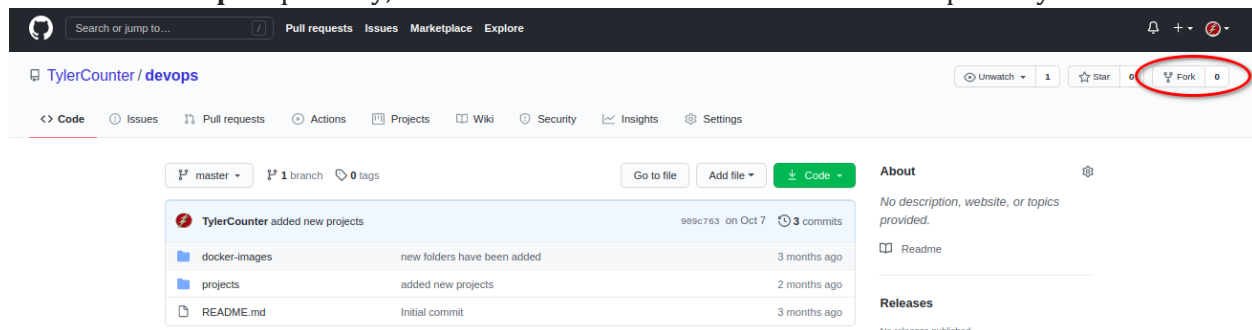 Search or jump to... /
Pull requests Issues Marketplace Explore
TylerCounter / devops
Unwatch 1 Star 0 Fork 0
Code Issues Pull requests Actions Projects Wiki Security Insights Settings
master 1 branch 0 tags Go to file Add file Code
TylerCounter added new projects 909c763 on Oct 7 3 commits
docker-images new folders have been added 3 months ago
projects added new projects 2 months ago
README.md Initial commit 3 months ago
About
No description, website, or topics
provided.
Readme
Releases